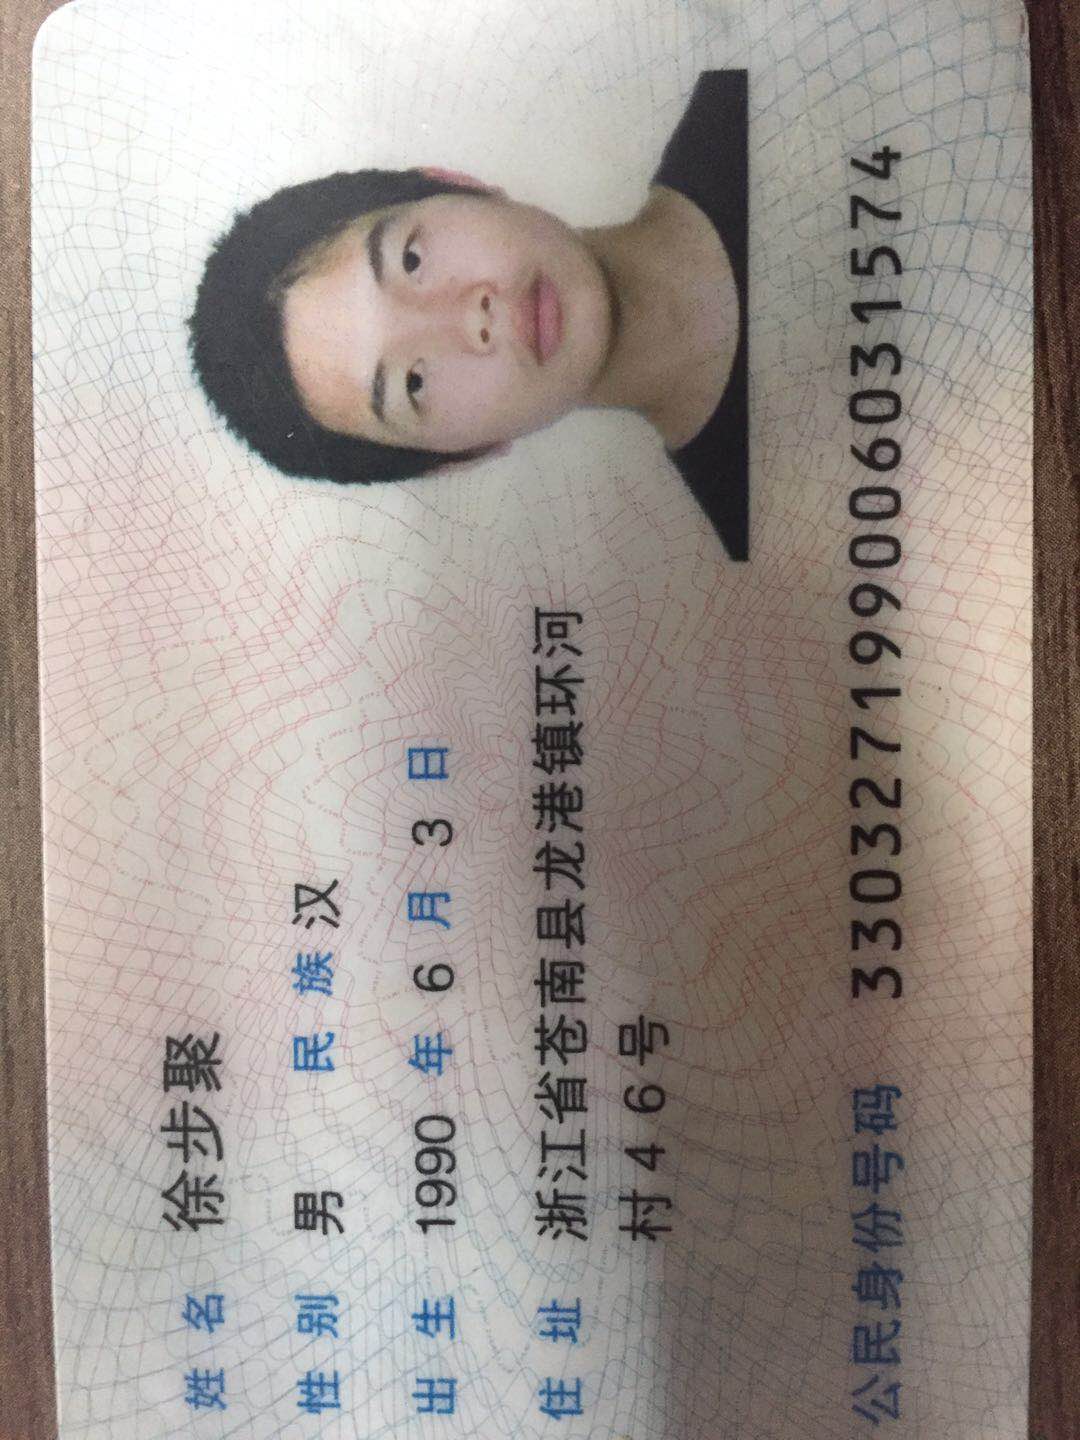 姓名 徐步聚
性别 男 民族 汉
出生 1990 年 6 月 3 日
住址 浙江省苍南县龙港镇环河
村46号
公民身份号码 330327199006031574